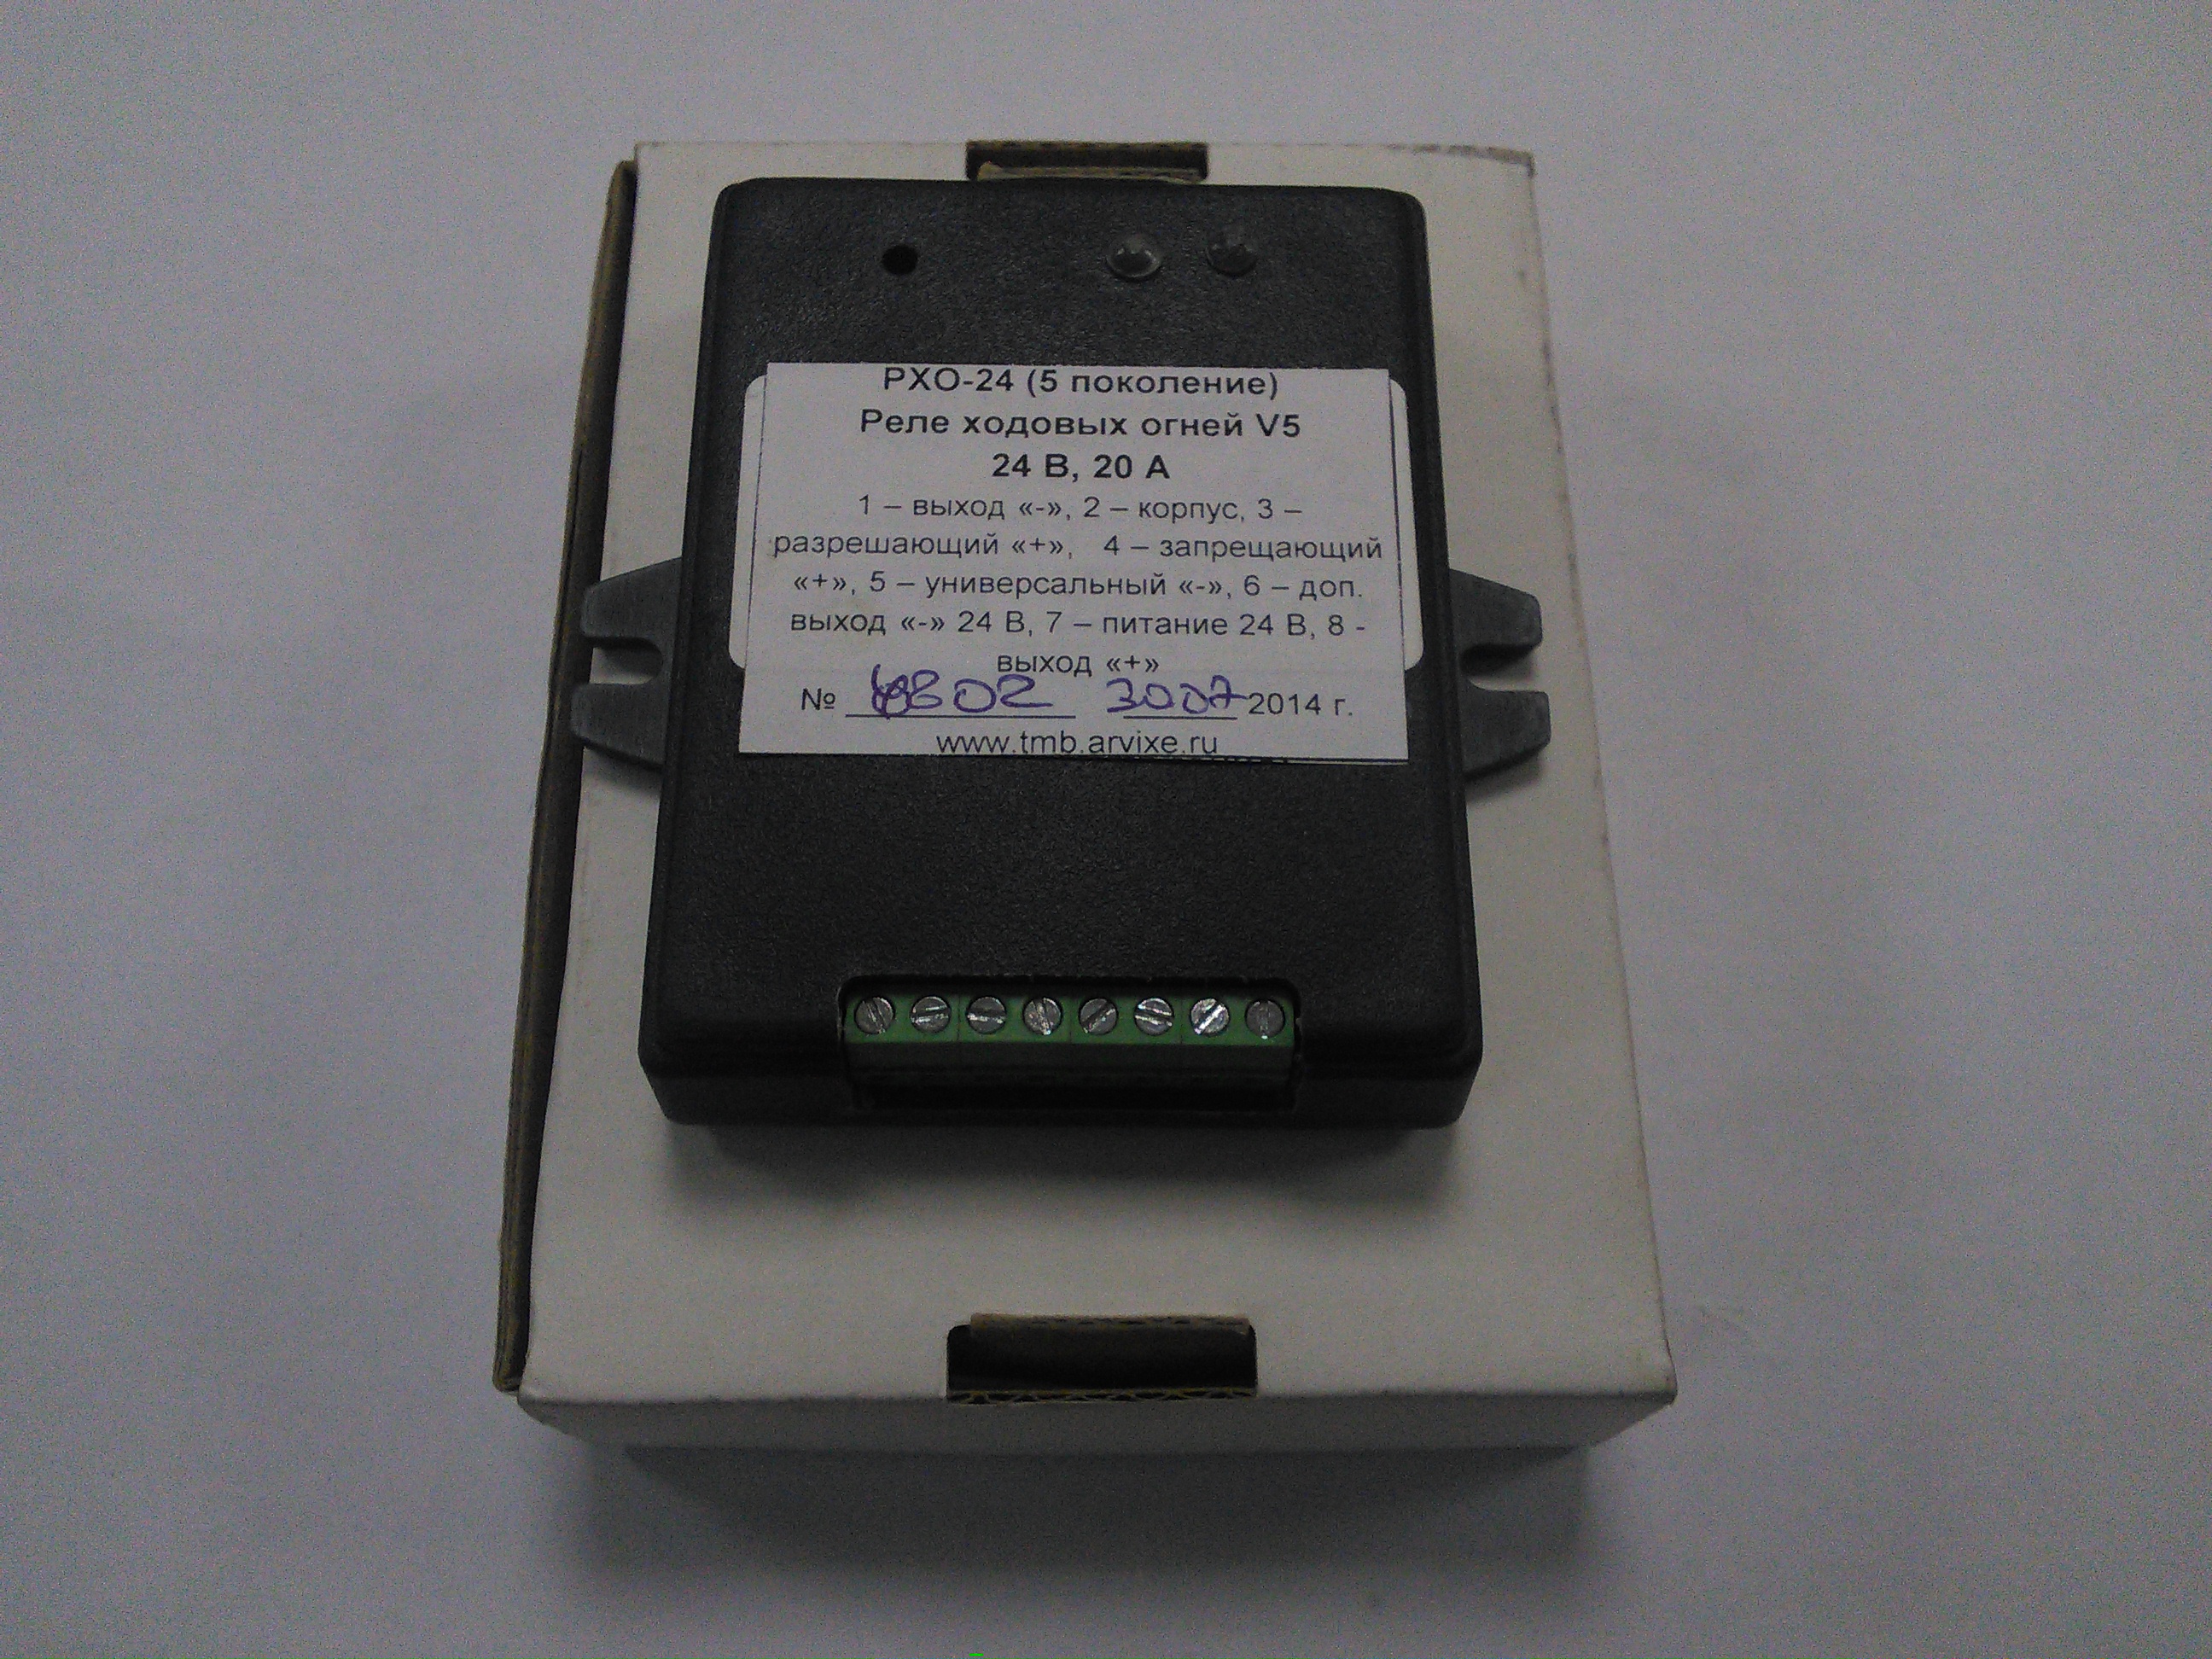 РХО-24 (5 поколение)
Реле ходовых огней V5
24 В, 20 А
1 – выход «-», 2 – корпус, 3 –
разрешающий «+», 4 – запрещающий
«+», 5 – универсальный «-», 6 – доп.
выход «-» 24 В, 7 – питание 24 В, 8 -
выход «+»
№ 3007 2014 г.
www.tmb.arvixe.ru